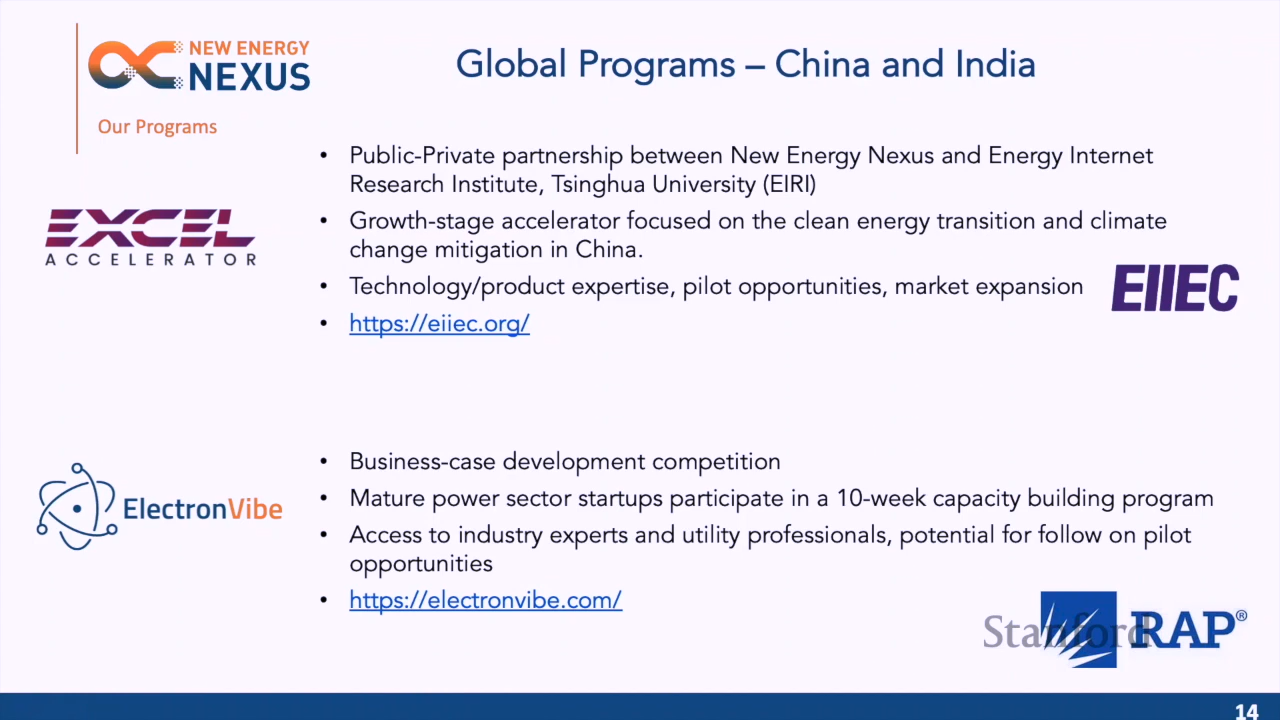 NEW ENERGY
NEXUS
Global Programs – China and India
Our Programs
• Public-Private partnership between New Energy Nexus and Energy Internet
Research Institute, Tsinghua University (EIRI)
• Growth-stage accelerator focused on the clean energy transition and climate
change mitigation in China.
EXCEL
ACCELERATOR
• Technology/product expertise, pilot opportunities, market expansion
EIIEC
• https://eiiec.org/
• Business-case development competition
• Mature power sector startups participate in a 10-week capacity building program
ElectronVibe
• Access to industry experts and utility professionals, potential for follow on pilot
opportunities
• https://electronvibe.com/
Stanford
RAP®
14